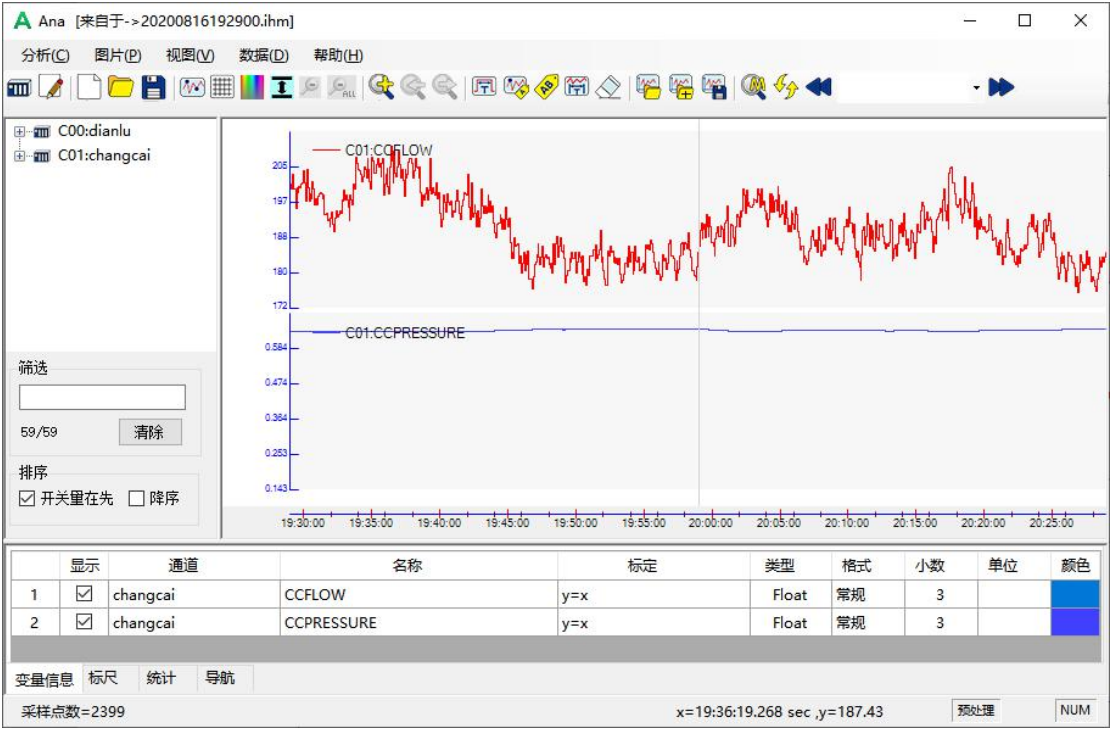 Ana [来自于->20200816192900.ihm]
分析(C) 图片(P) 视图(V) 数据(D) 帮助(H)
C00:dianlu
C01:changcai
筛选
59/59 清除
排序
开关量在先 降序
C01:CCFLOW
205
197
188
180
172
C01:CCPRESSURE
0.584
0.474
0.364
0.253
0.143
19:30:00 19:35:00 19:40:00 19:45:00 19:50:00 19:55:00 20:00:00 20:05:00 20:10:00 20:15:00 20:20:00 20:25:00
显示 通道 名称 标定 类型 格式 小数 单位 颜色
1 changcai CCFLOW y=x Float 常规 3
2 changcai CCPRESSURE y=x Float 常规 3
变量信息 标尺 统计 导航
采样点数=2399 x=19:36:19.268 sec ,y=187.43 预处理 NUM